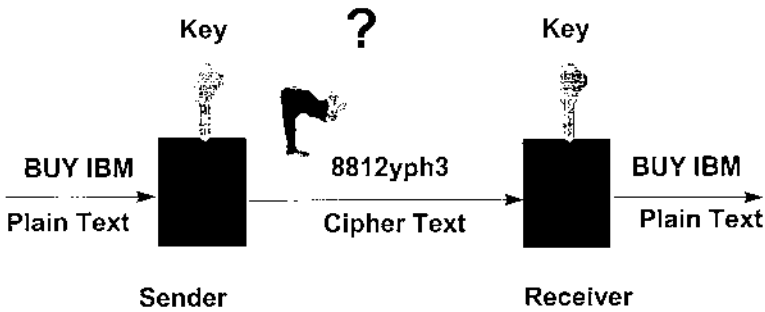 Key
?
Key
BUY IBM
8812yph3
BUY IBM
Plain Text
Cipher Text
Plain Text
Sender
Receiver